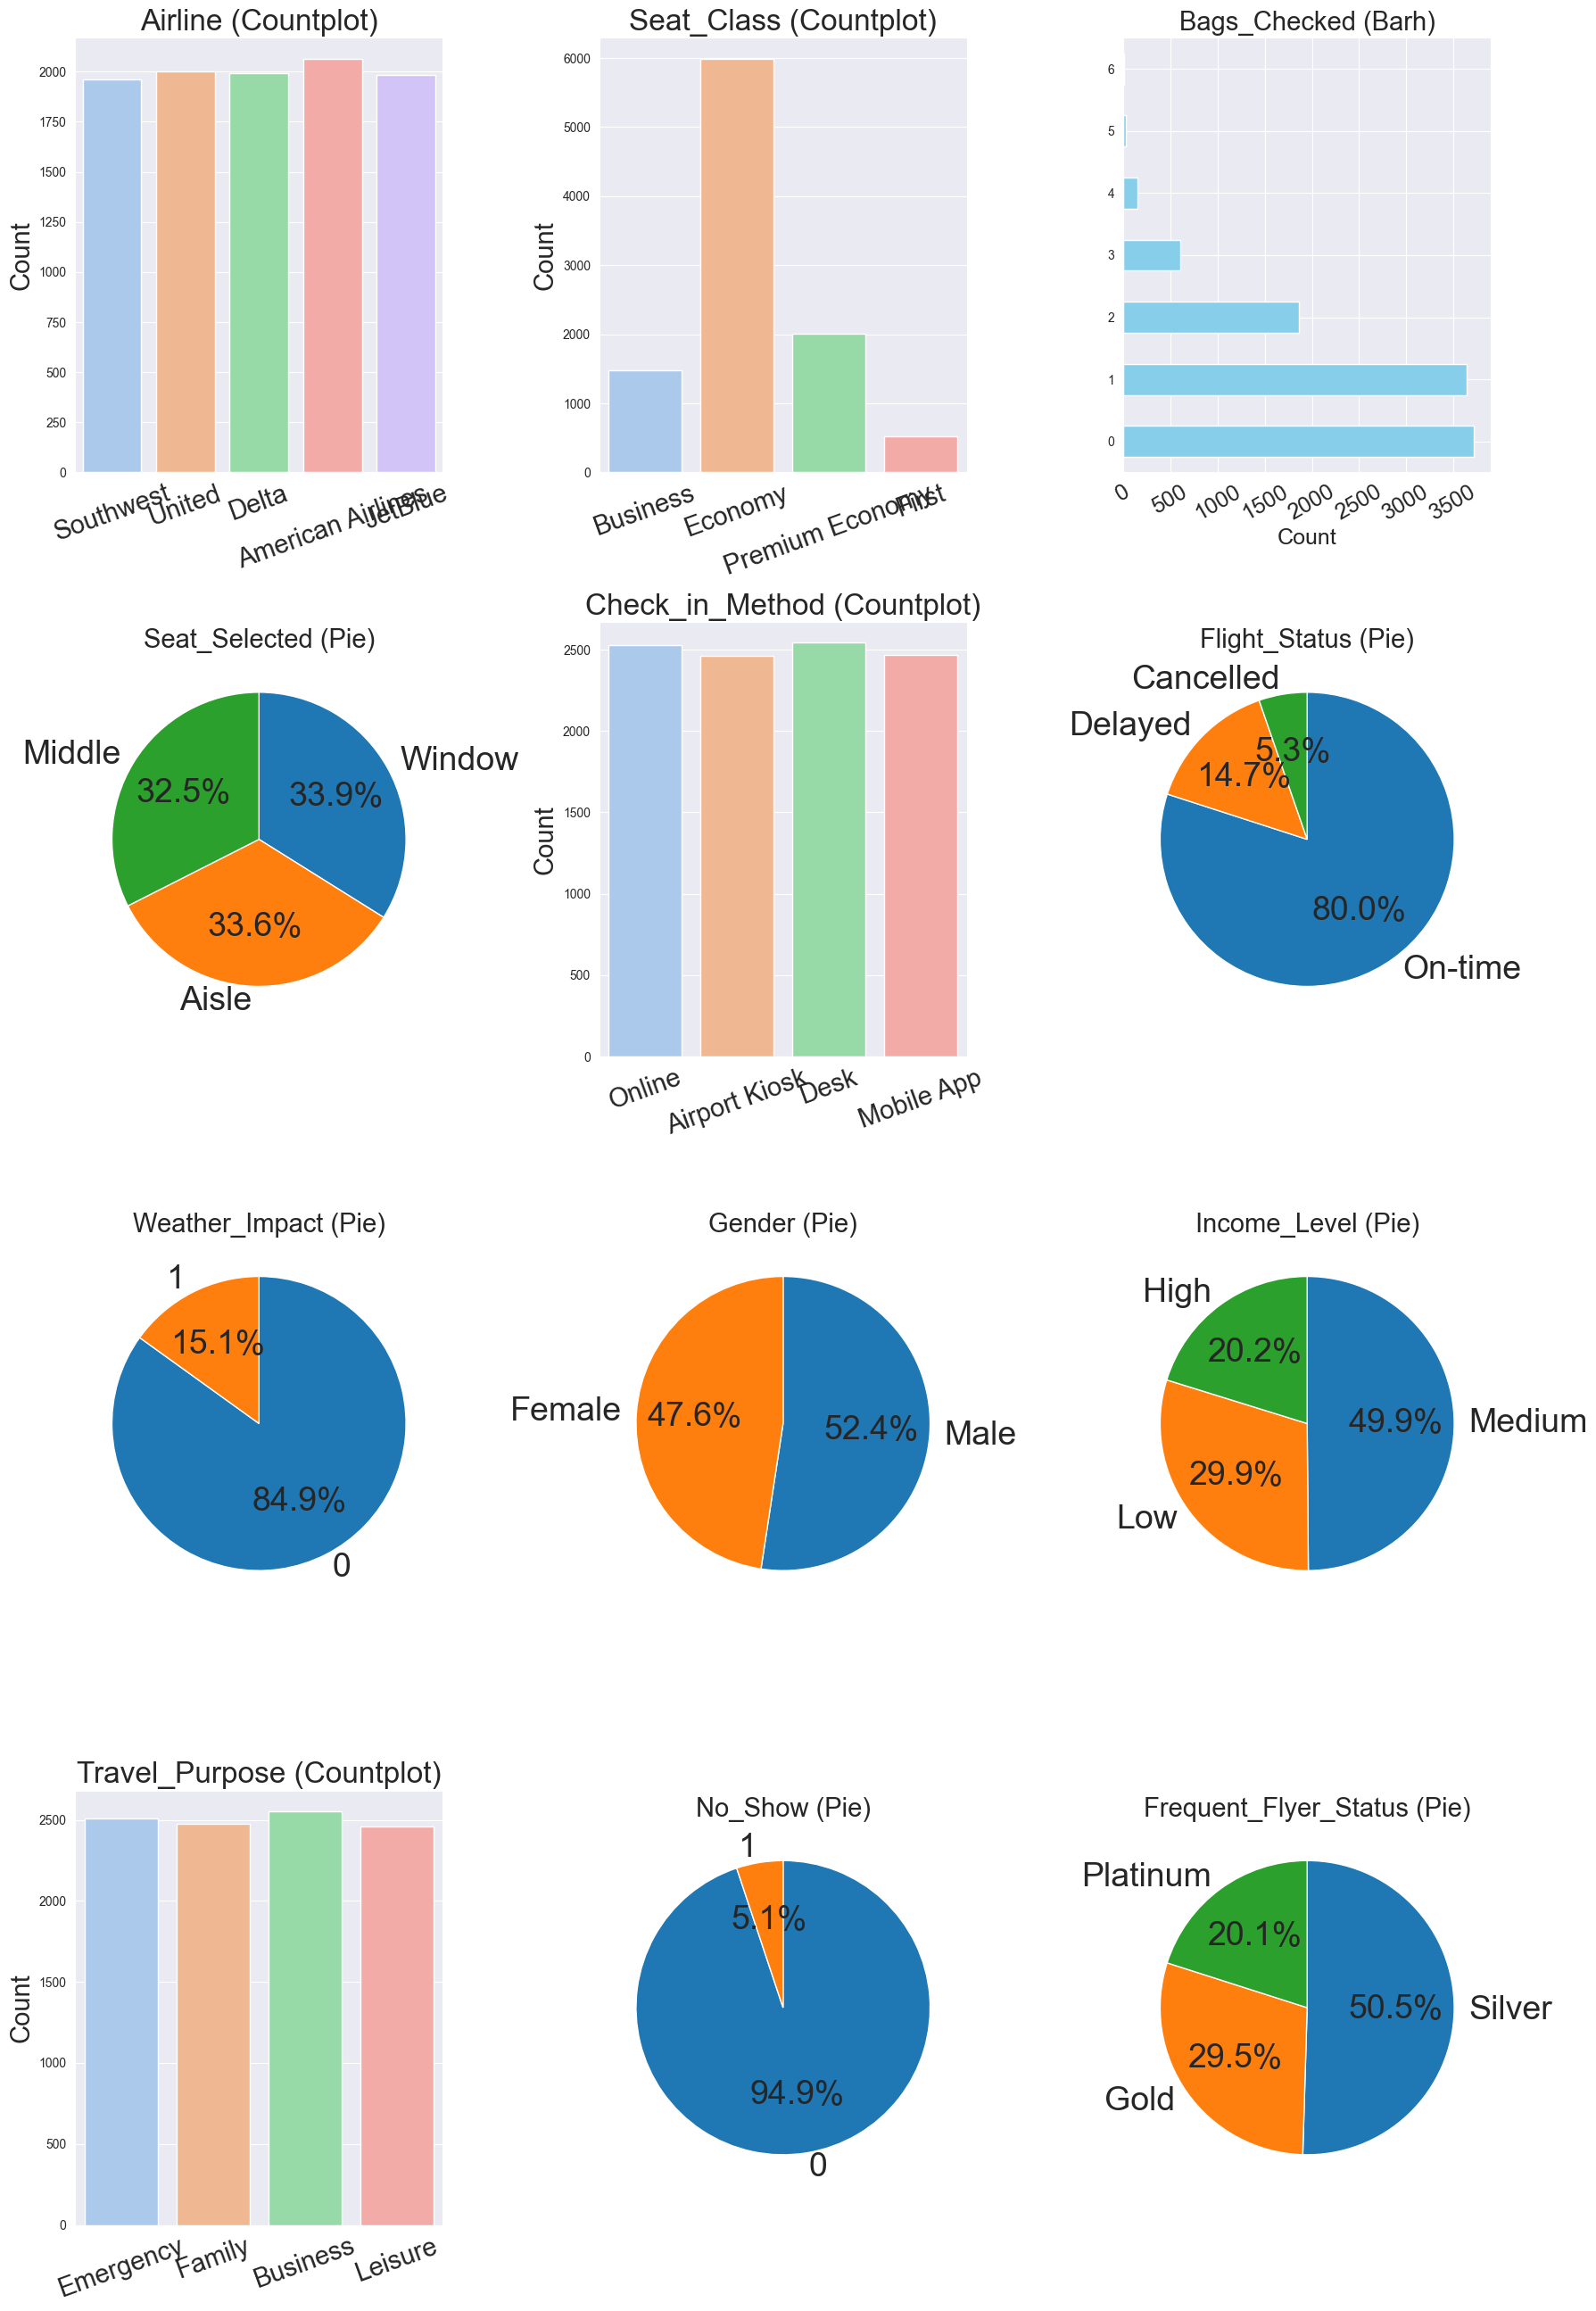 Airline (Countplot)
Count
2000
1750
1500
1250
1000
750
500
250
0
Southwest
United
Delta
American Airlines
JetBlue
Seat_Class (Countplot)
Count
6000
5000
4000
3000
2000
1000
0
Business
Economy
Premium Economy
First
Bags_Checked (Barh)
6
5
4
3
2
1
0
0
500
1000
1500
2000
2500
3000
3500
Count
Seat_Selected (Pie)
Middle
Window
32.5%
33.9%
33.6%
Aisle
Check_in_Method (Countplot)
Count
2500
2000
1500
1000
500
0
Online
Airport Kiosk
Desk
Mobile App
Flight_Status (Pie)
Cancelled
Delayed
5.3%
14.7%
80.0%
On-time
Weather_Impact (Pie)
1
15.1%
84.9%
0
Gender (Pie)
Female
47.6%
52.4%
Male
Income_Level (Pie)
High
20.2%
49.9%
Medium
29.9%
Low
Travel_Purpose (Countplot)
Count
2500
2000
1500
1000
500
0
Emergency
Family
Business
Leisure
No_Show (Pie)
1
5.1%
94.9%
0
Frequent_Flyer_Status (Pie)
Platinum
20.1%
50.5%
Silver
29.5%
Gold